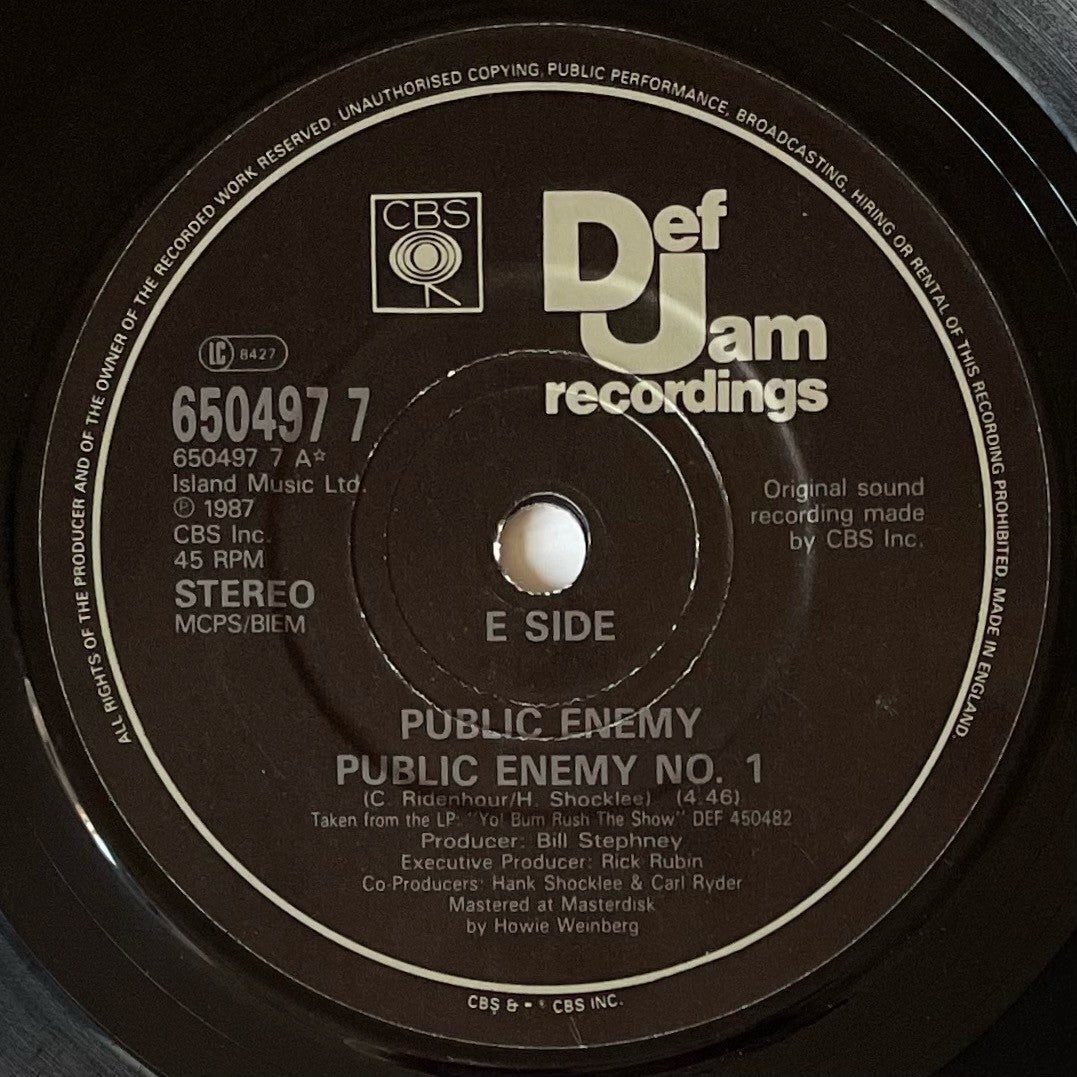 ALL RIGHTS OF THE PRODUCER AND OF THE OWNER OF THE RECORDED WORK RESERVED. UNAUTHORISED COPYING, PUBLIC PERFORMANCE, BROADCASTING, HIRING OR RENTAL OF THIS RECORDING PROHIBITED. MADE IN ENGLAND.
CBS
Def
Jam
recordings
LC 8427
650497 7
650497 7 A☆
Island Music Ltd.
℗ 1987
CBS Inc.
45 RPM
STEREO
MCPS/BIEM
Original sound
recording made
by CBS Inc.
E SIDE
PUBLIC ENEMY
PUBLIC ENEMY NO. 1
(C. Ridenhour/H. Shocklee) (4.46)
Taken from the LP: "Yo! Bum Rush The Show" DEF 450482
Producer: Bill Stephney
Executive Producer: Rick Rubin
Co-Producers: Hank Shocklee & Carl Ryder
Mastered at Masterdisk
by Howie Weinberg
CBS & CBS INC.